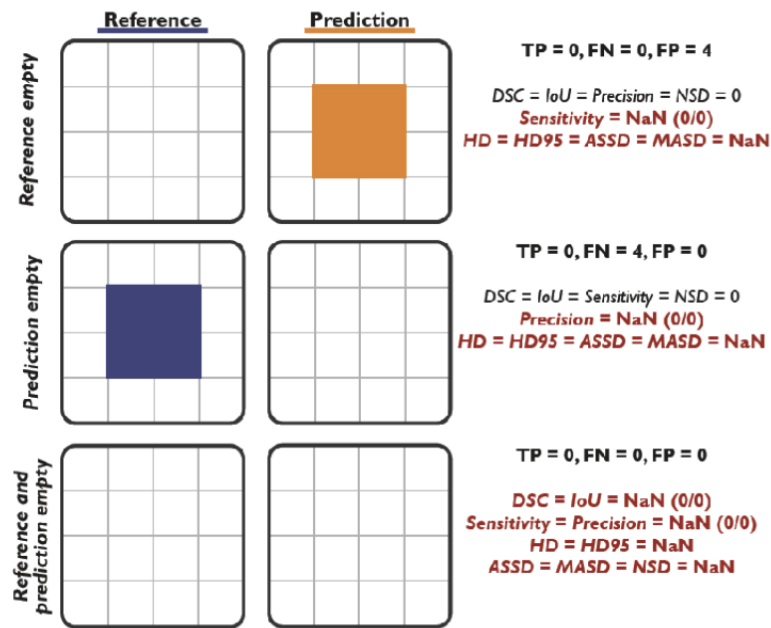 Reference
Prediction
Reference empty
TP = 0, FN = 0, FP = 4
DSC = IoU = Precision = NSD = 0
Sensitivity = NaN (0/0)
HD = HD95 = ASSD = MASD = NaN
Prediction empty
TP = 0, FN = 4, FP = 0
DSC = IoU = Sensitivity = NSD = 0
Precision = NaN (0/0)
HD = HD95 = ASSD = MASD = NaN
Reference and
prediction empty
TP = 0, FN = 0, FP = 0
DSC = IoU = NaN (0/0)
Sensitivity = Precision = NaN (0/0)
HD = HD95 = NaN
ASSD = MASD = NSD = NaN